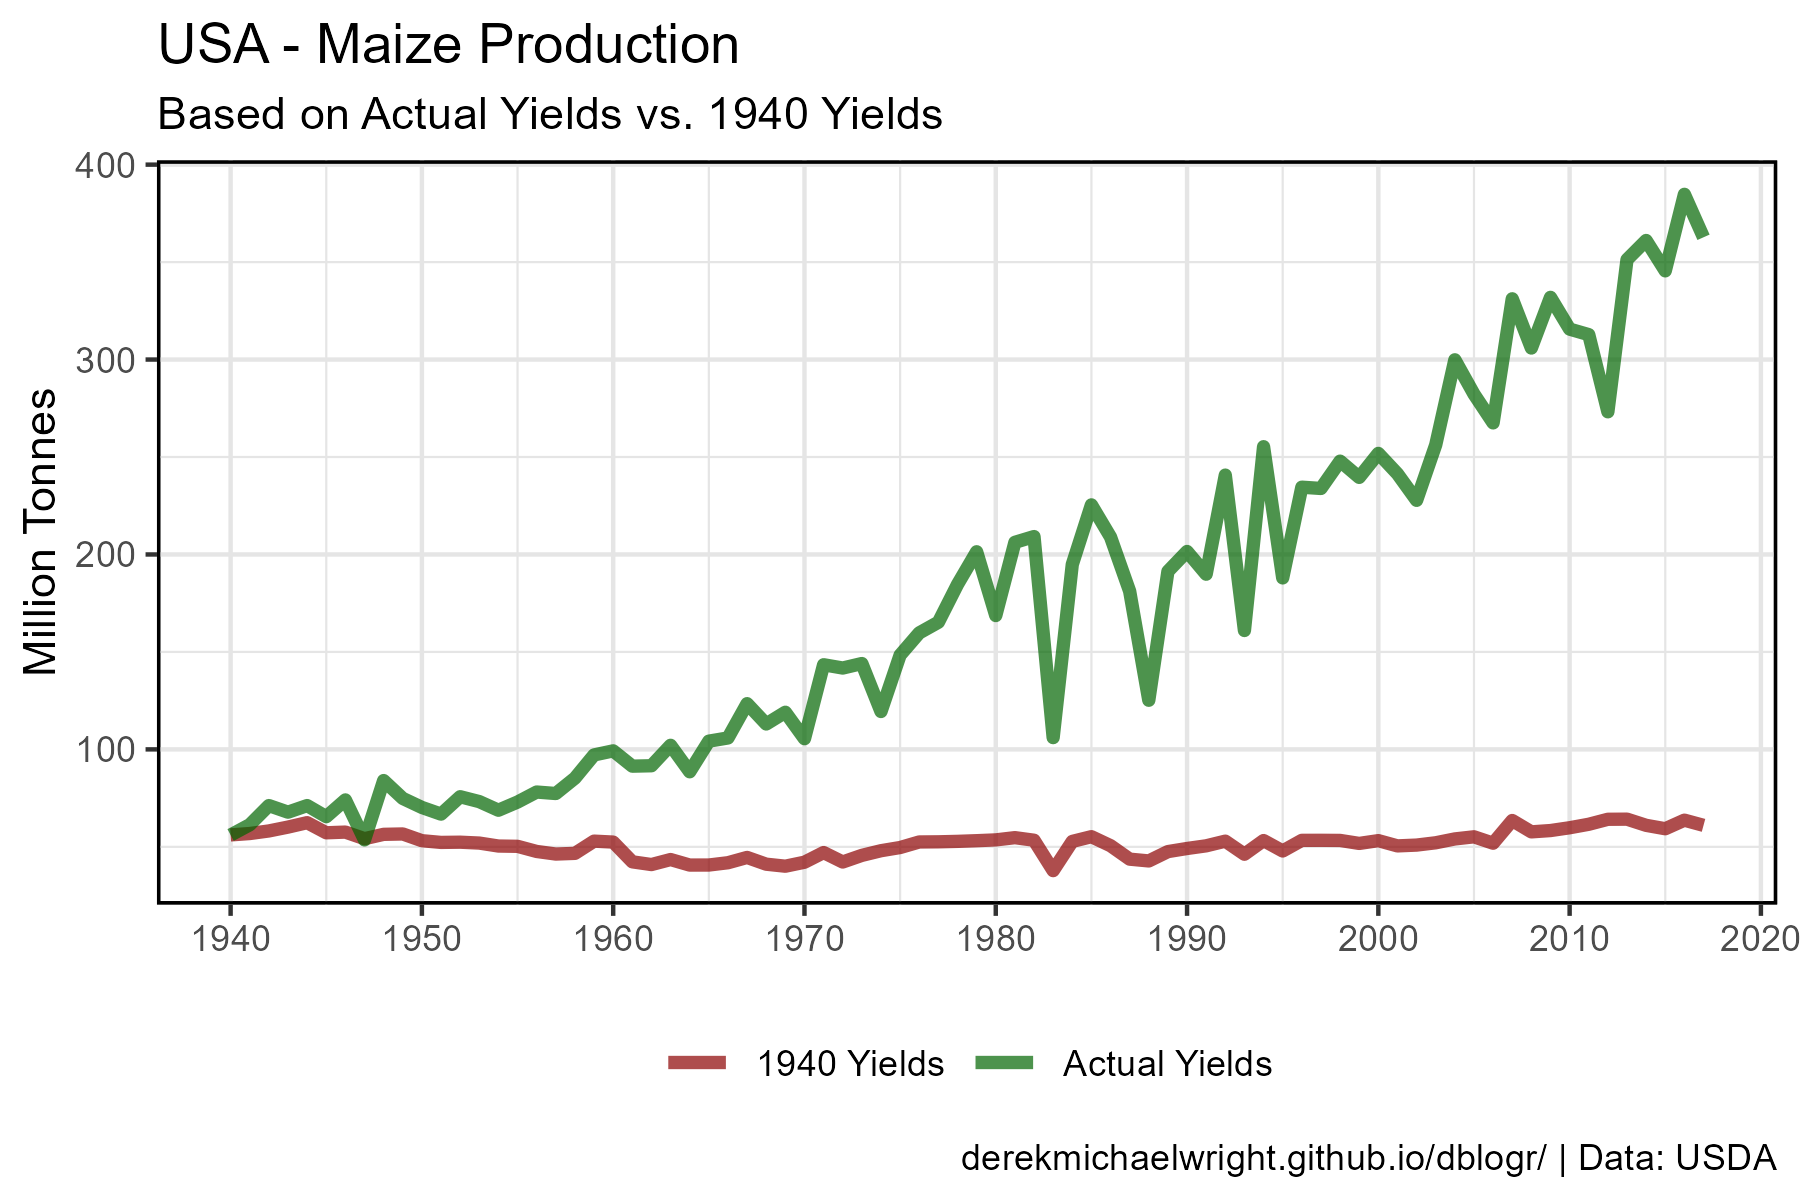 USA - Maize Production
Based on Actual Yields vs. 1940 Yields
400
300
200
100
Million Tonnes
1940 1950 1960 1970 1980 1990 2000 2010 2020
1940 Yields Actual Yields
derekmichaelwright.github.io/dblogr/ | Data: USDA